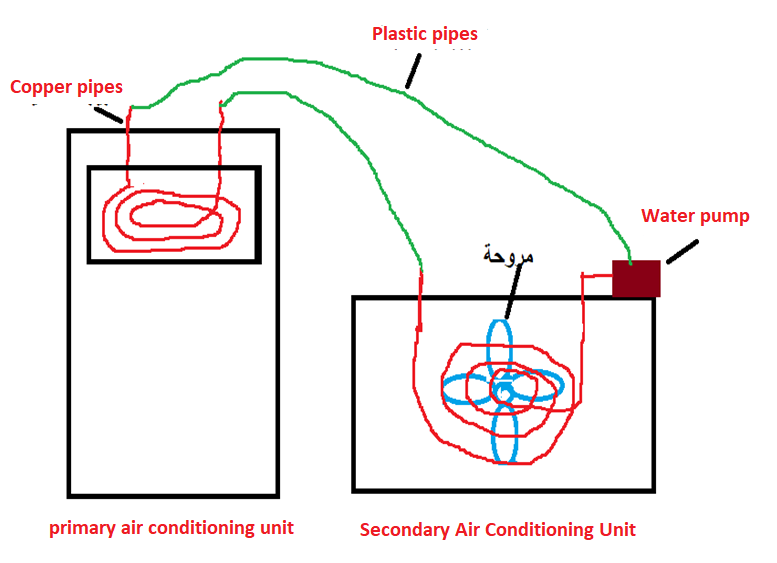 Plastic pipes
Copper pipes
Water pump
مروحة
primary air conditioning unit
Secondary Air Conditioning Unit